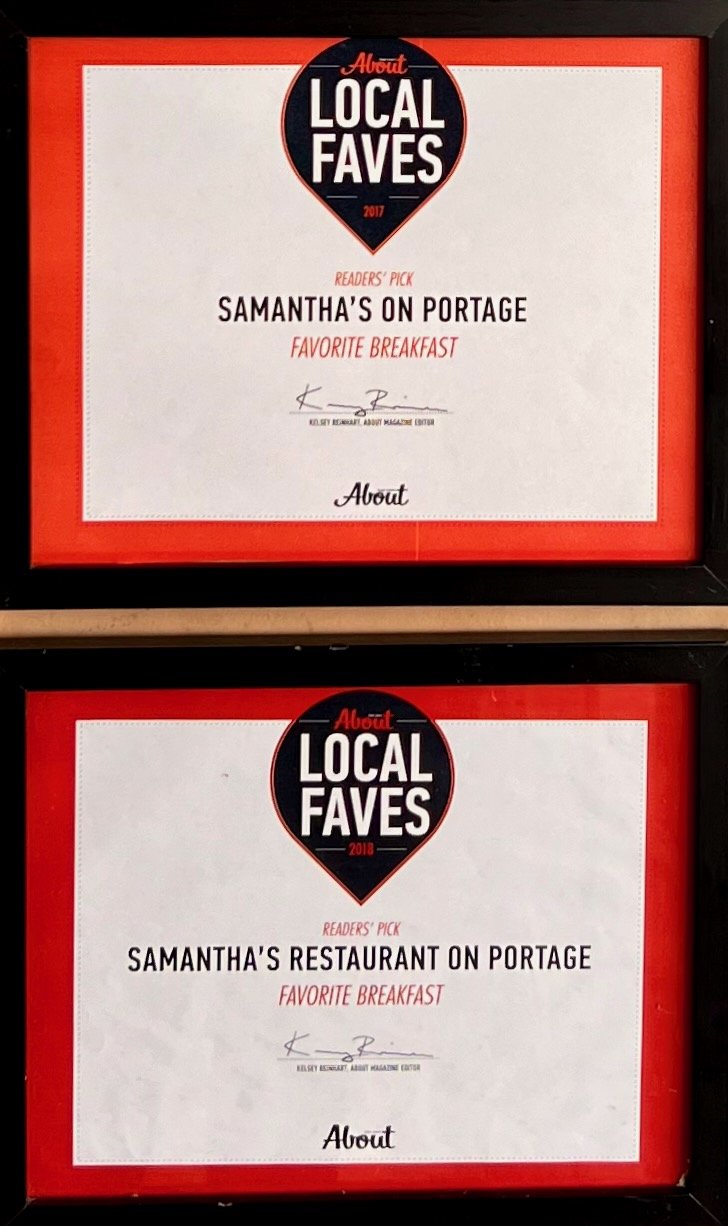 About
LOCAL
FAVES
2017
READERS' PICK
SAMANTHA'S ON PORTAGE
FAVORITE BREAKFAST
KELSEY REINHART, ABOUT MAGAZINE EDITOR
About
About
LOCAL
FAVES
2018
READERS' PICK
SAMANTHA'S RESTAURANT ON PORTAGE
FAVORITE BREAKFAST
KELSEY REINHART, ABOUT MAGAZINE EDITOR
About